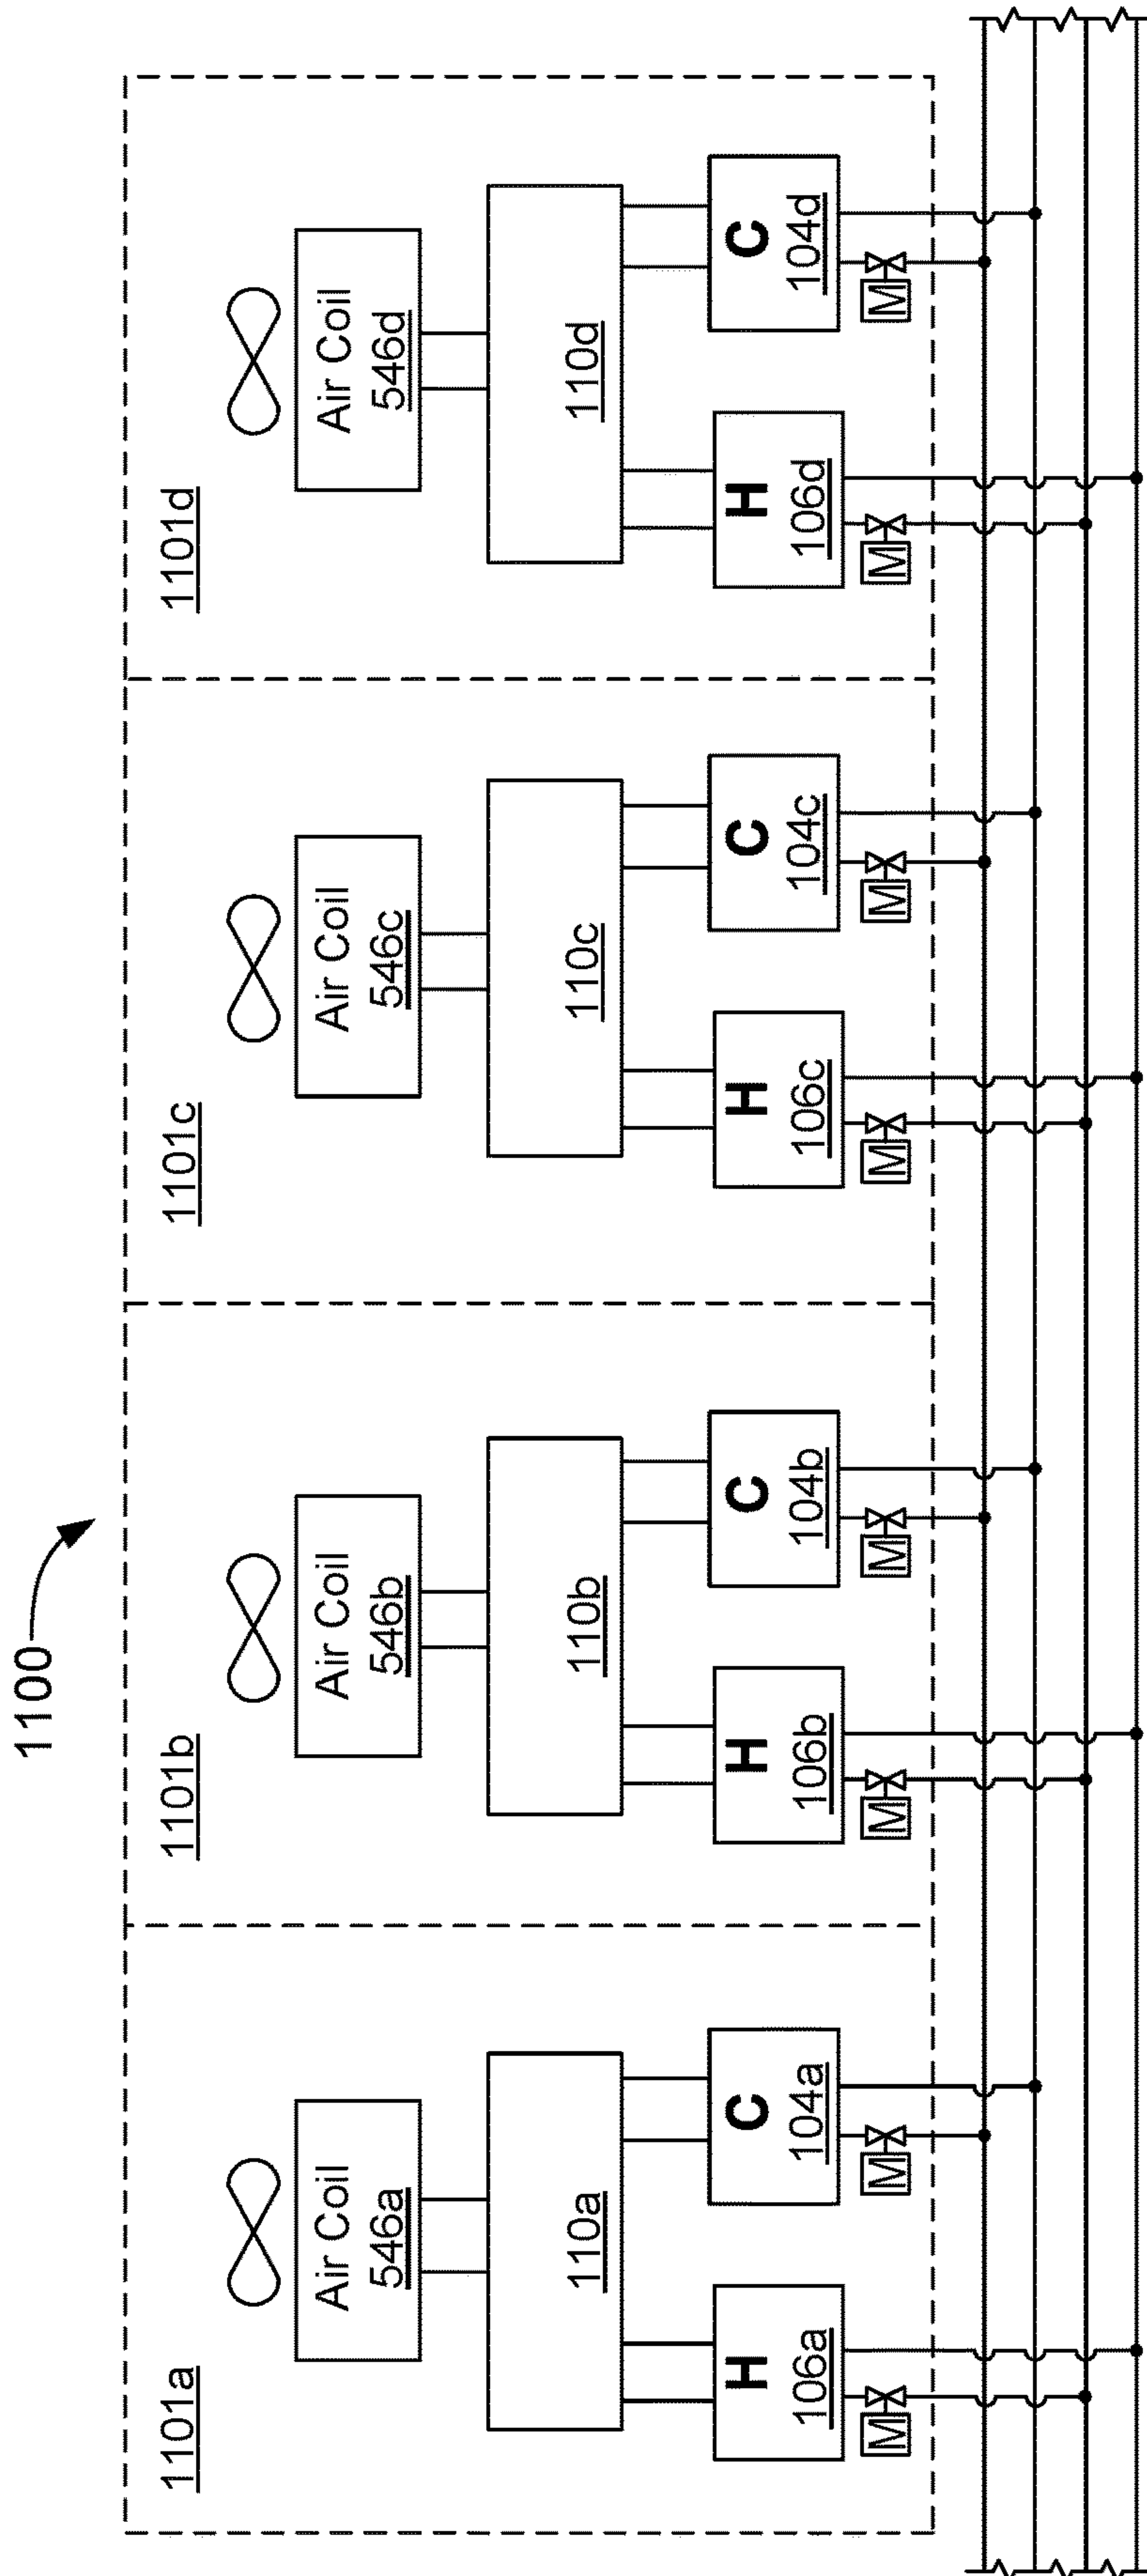 1100
1101a
Air Coil
546a
110a
H
106a
M
C
104a
M
1101b
Air Coil
546b
110b
H
106b
M
C
104b
M
1101c
Air Coil
546c
110c
H
106c
M
C
104c
M
1101d
Air Coil
546d
110d
H
106d
M
C
104d
M